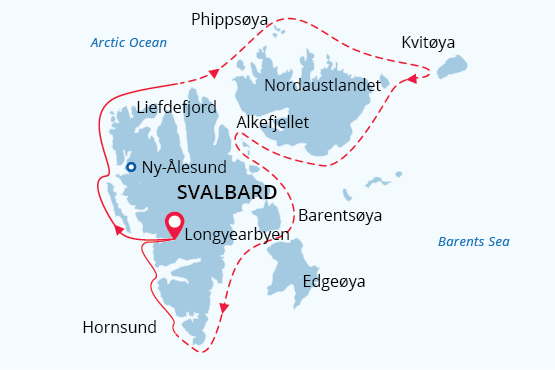 Phippsøya
Arctic Ocean
Kvitøya
Nordaustlandet
Liefdefjord
Alkefjellet
Ny-Ålesund
SVALBARD
Barentsøya
Longyearbyen
Barents Sea
Edgeøya
Hornsund